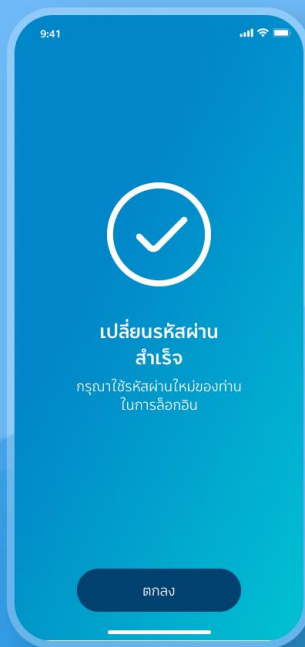 9:41
เปลี่ยนรหัสผ่าน
สำเร็จ
กรุณาใช้รหัสผ่านใหม่ของท่าน
ในการล็อกอิน
ตกลง